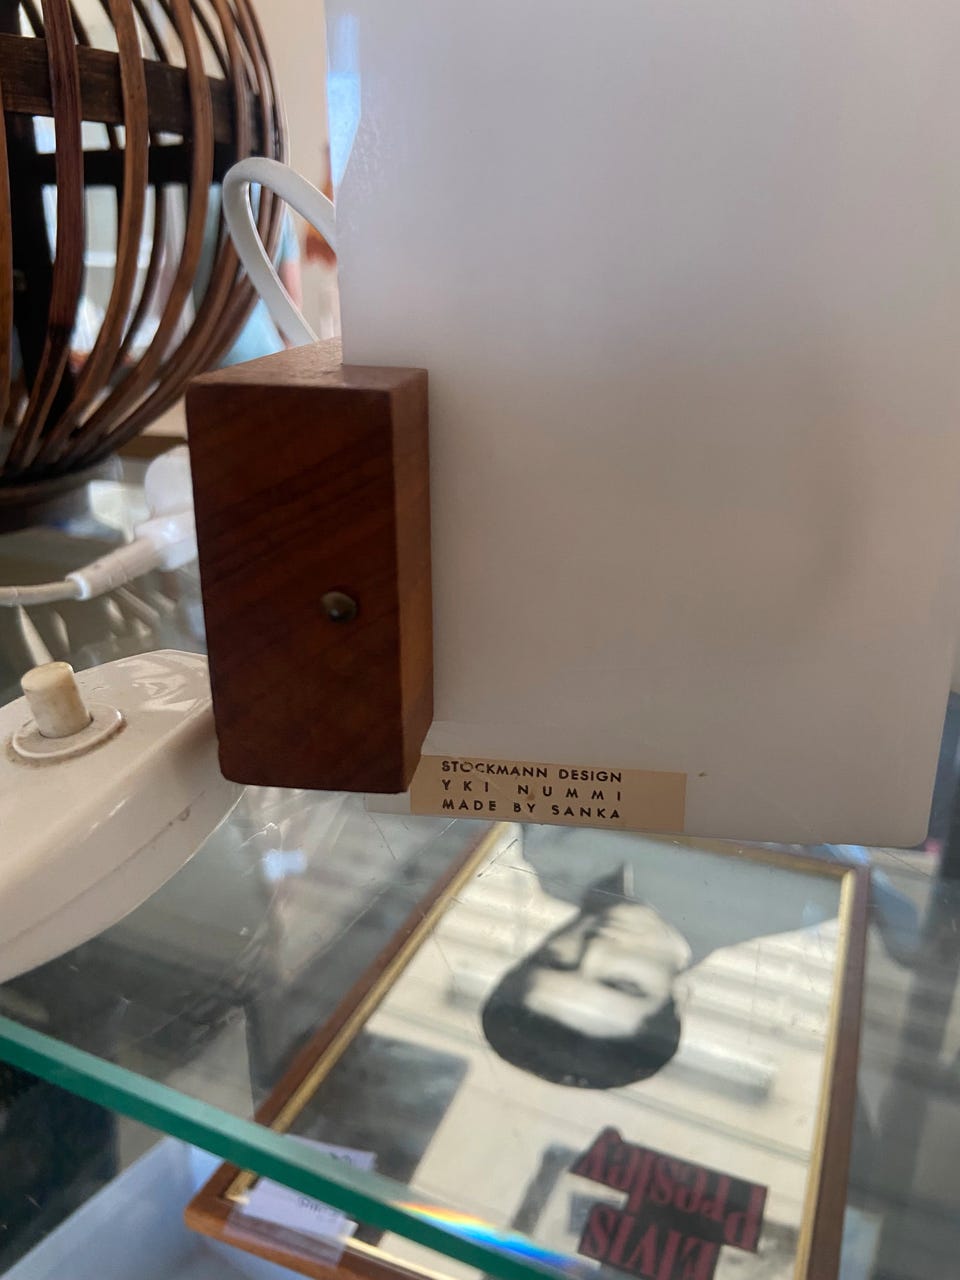 STOCKMANN DESIGN
YKI NUMMI
MADE BY SANKA
Elvis
Presley